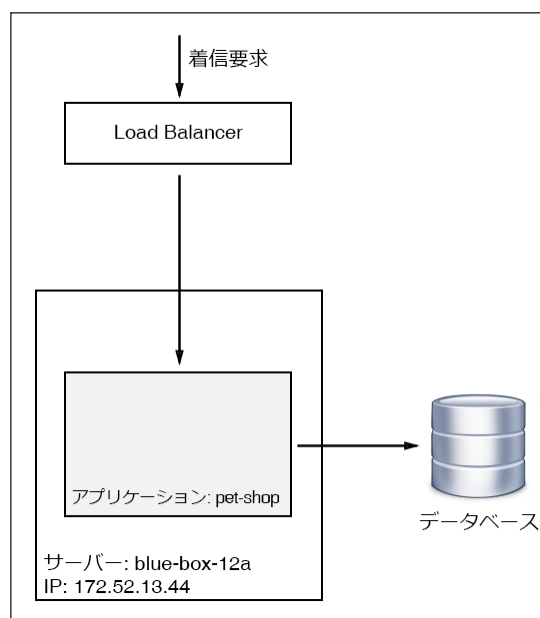 着信要求
Load Balancer
アプリケーション: pet-shop
データベース
サーバー: blue-box-12a
IP: 172.52.13.44